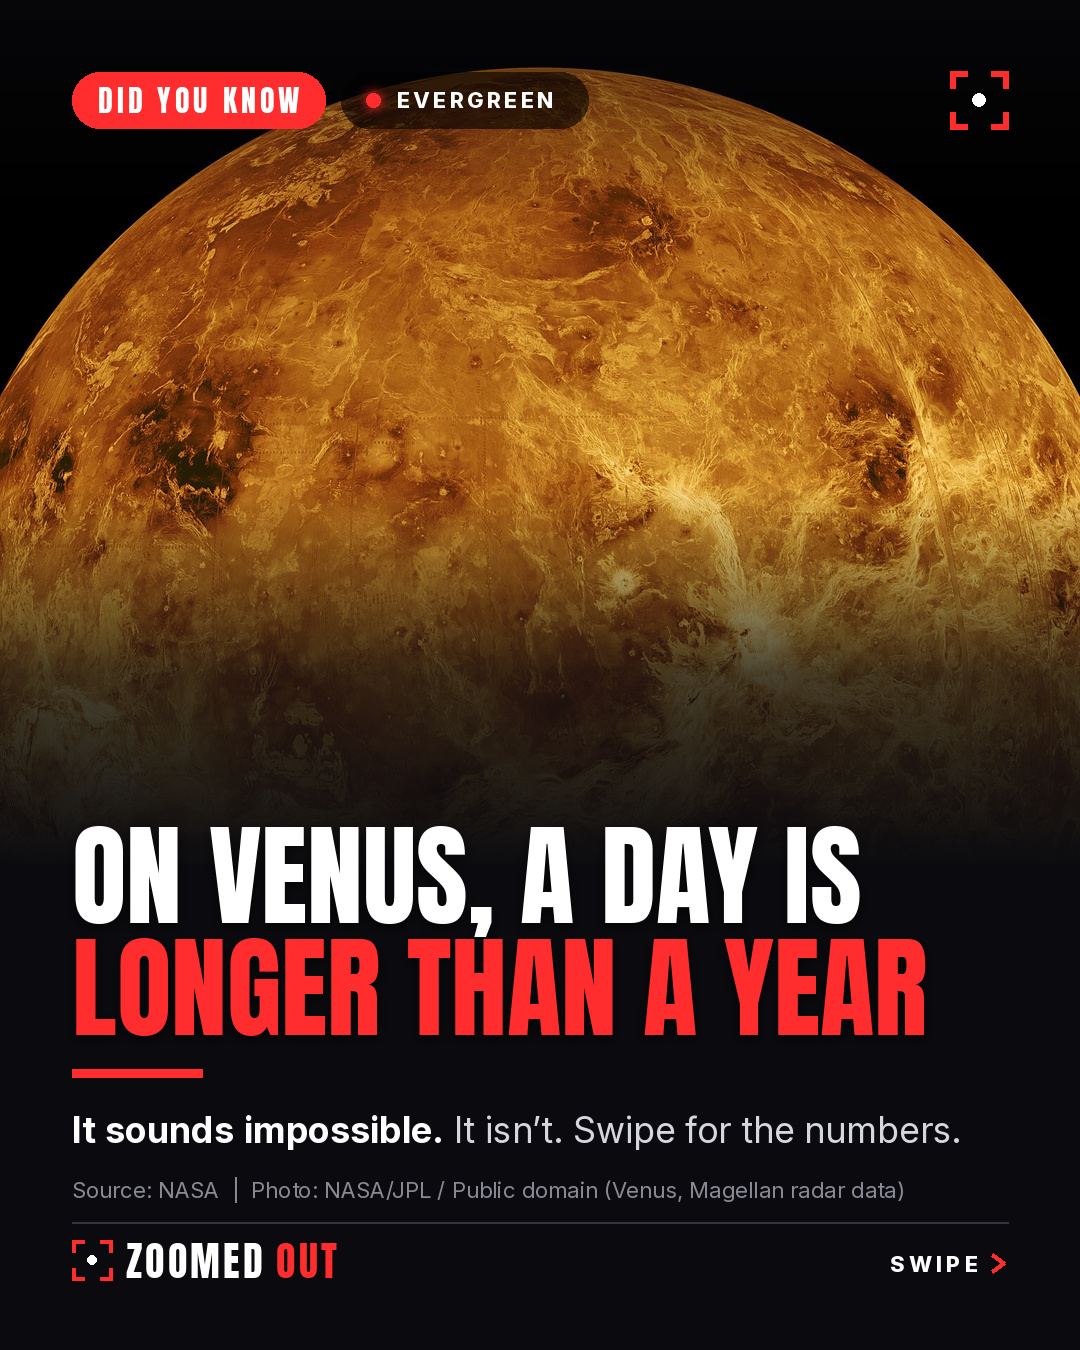 DID YOU KNOW
EVERGREEN
ON VENUS, A DAY IS
LONGER THAN A YEAR
It sounds impossible. It isn’t. Swipe for the numbers.
Source: NASA | Photo: NASA/JPL / Public domain (Venus, Magellan radar data)
ZOOMED OUT
SWIPE >